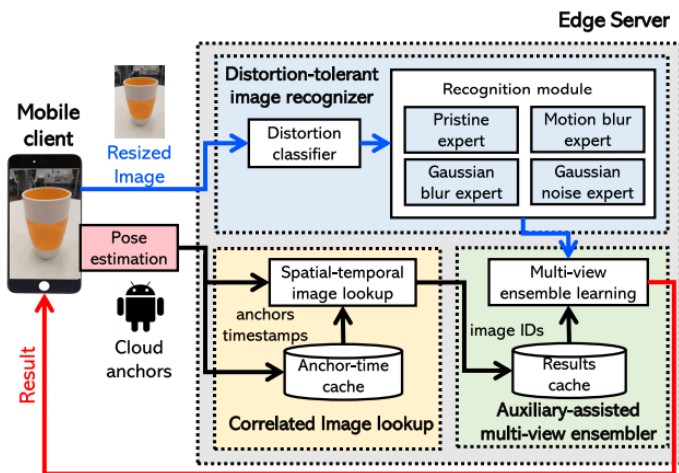 Edge Server
Mobile
client
Resized
Image
Distortion-tolerant
image recognizer
Distortion
classifier
Recognition module
Pristine
expert
Motion blur
expert
Gaussian
blur expert
Gaussian
noise expert
Pose
estimation
Cloud
anchors
Spatial-temporal
image lookup
anchors
timestamps
Anchor-time
cache
Correlated Image lookup
Multi-view
ensemble learning
image IDs
Results
cache
Auxiliary-assisted
multi-view ensembler
Result